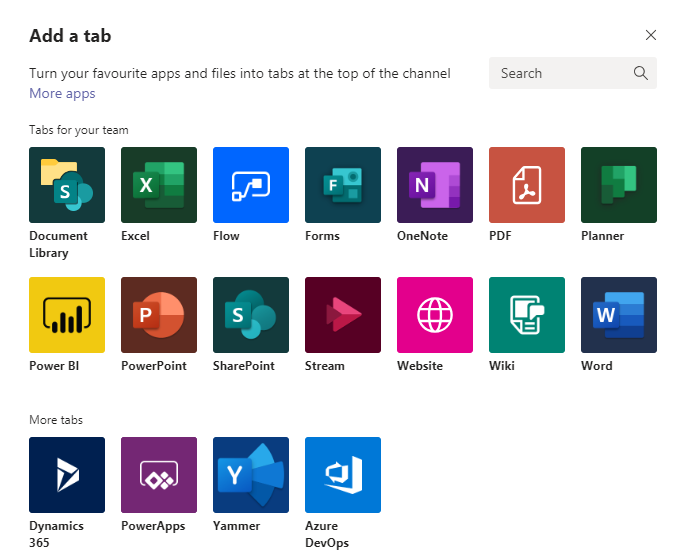 Add a tab
Turn your favourite apps and files into tabs at the top of the channel
Search
More apps
Tabs for your team
S
X
F
N
Document
Library
Excel
Flow
Forms
OneNote
PDF
Planner
P
S
W
Power BI
PowerPoint
SharePoint
Stream
Website
Wiki
Word
More tabs
Y
Dynamics
365
PowerApps
Yammer
Azure
DevOps